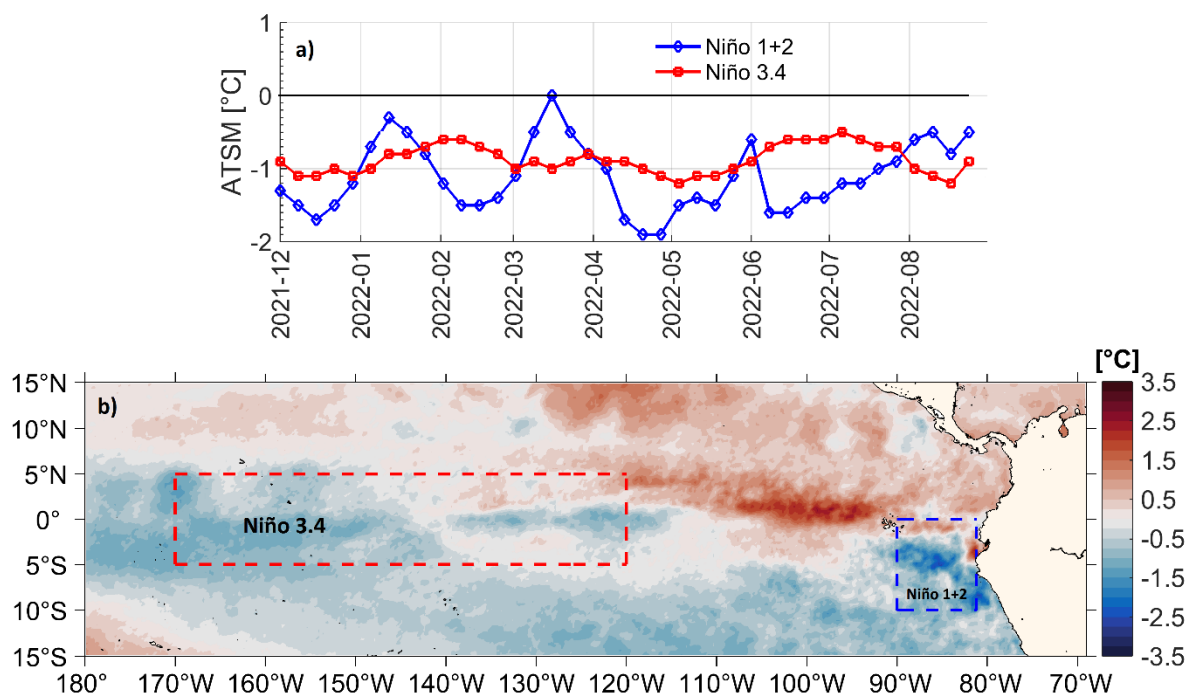 a)
Niño 1+2
Niño 3.4
ATSM [°C]
1
0
-1
-2
2021-12
2022-01
2022-02
2022-03
2022-04
2022-05
2022-06
2022-07
2022-08
[°C]
b)
15°N
10°N
5°N
0°
5°S
10°S
15°S
Niño 3.4
Niño 1+2
3.5
2.5
1.5
0.5
-0.5
-1.5
-2.5
-3.5
180° 170°W 160°W 150°W 140°W 130°W 120°W 110°W 100°W 90°W 80°W 70°W